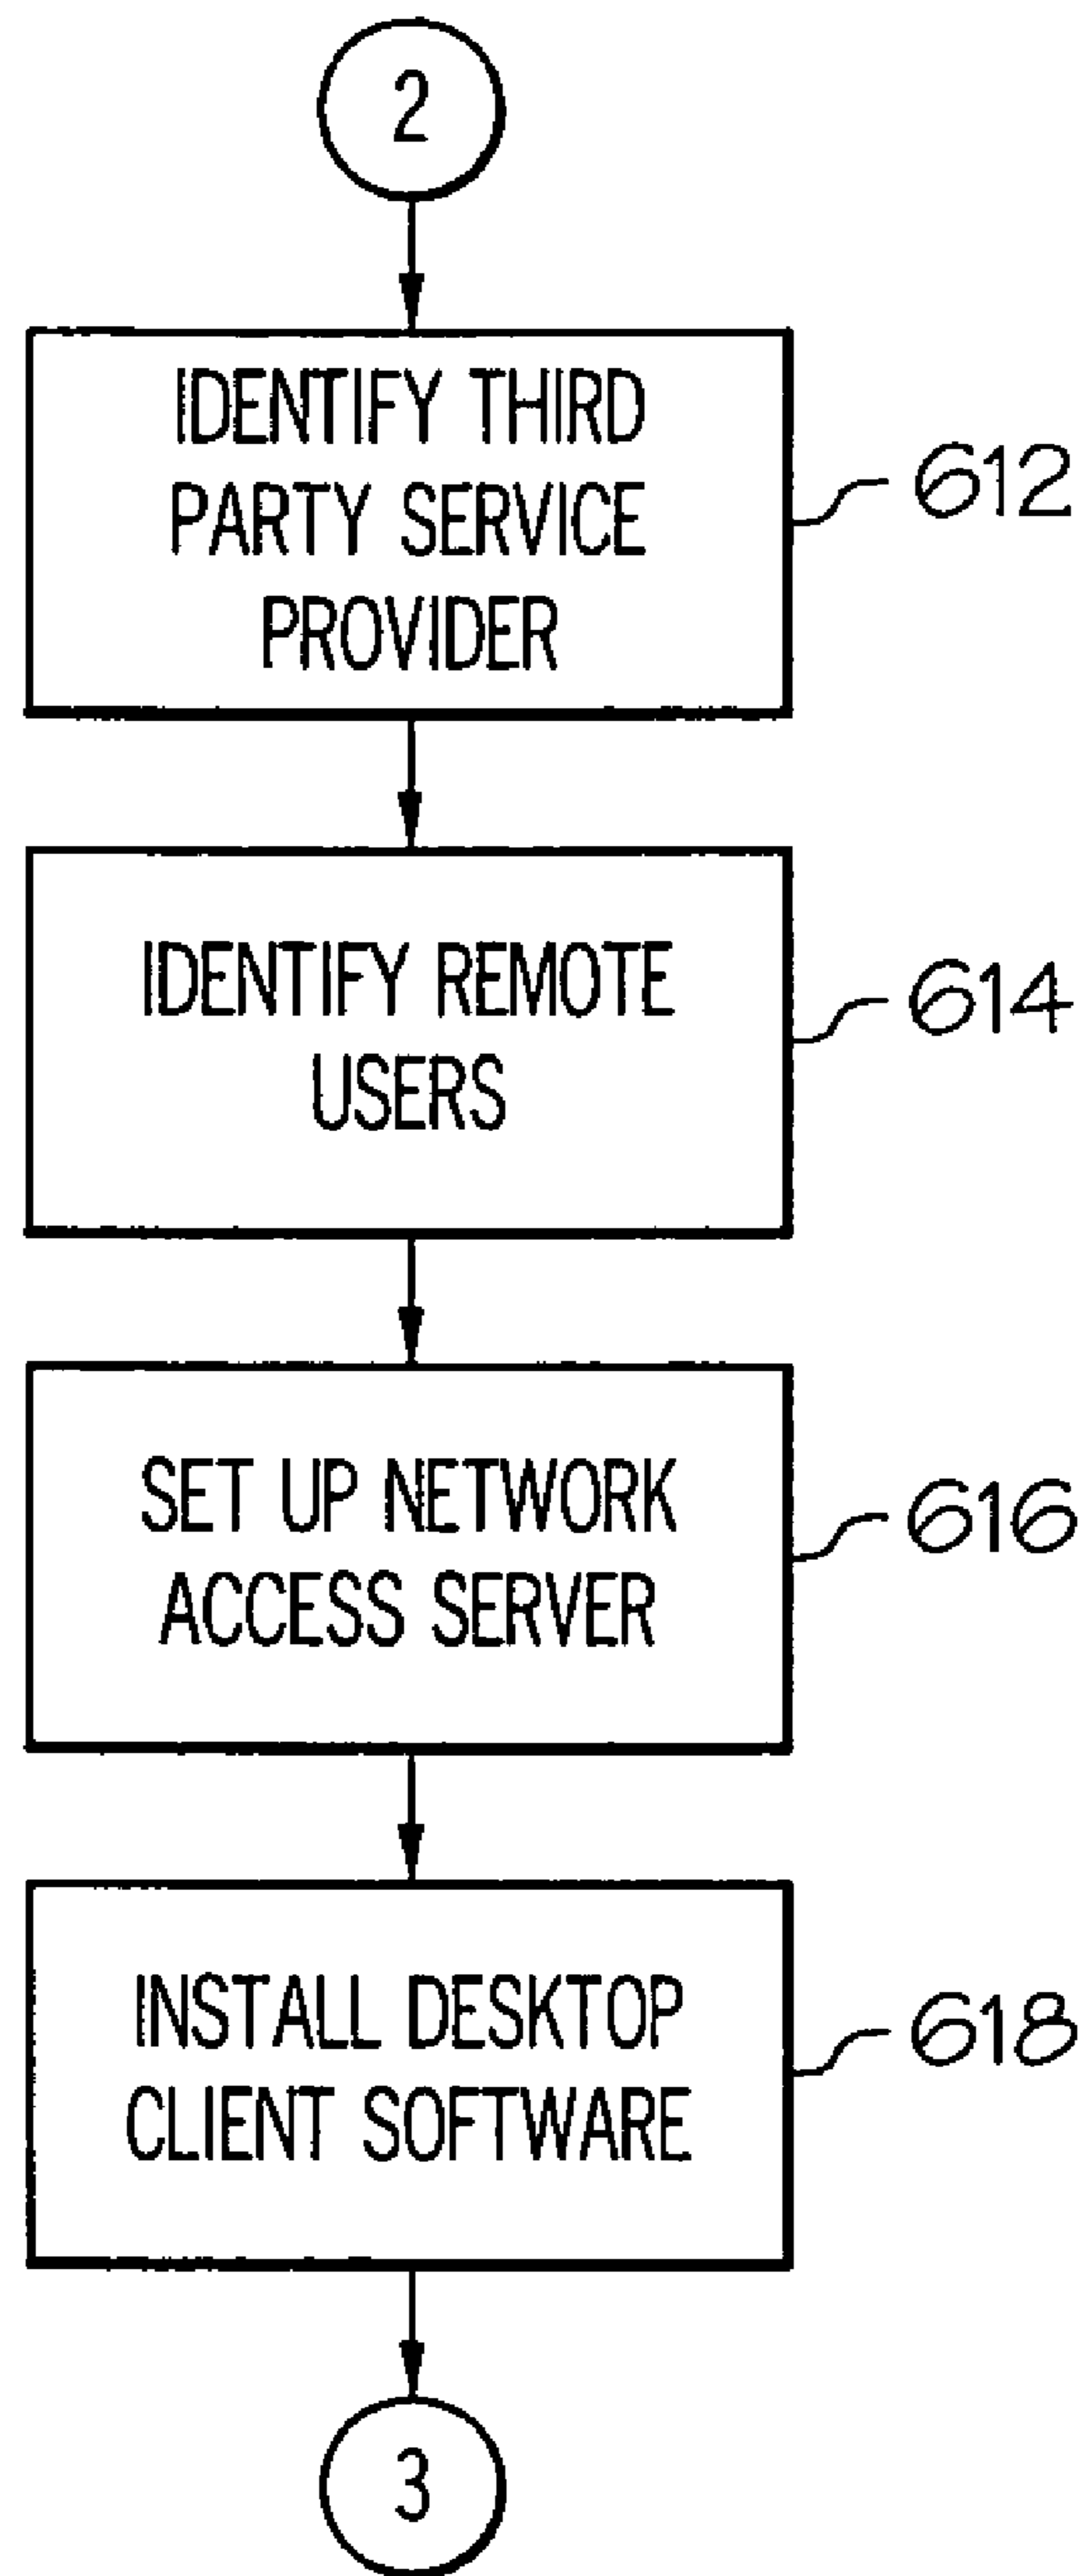 2
IDENTIFY THIRD
PARTY SERVICE
PROVIDER
612
IDENTIFY REMOTE
USERS
614
SET UP NETWORK
ACCESS SERVER
616
INSTALL DESKTOP
CLIENT SOFTWARE
618
3